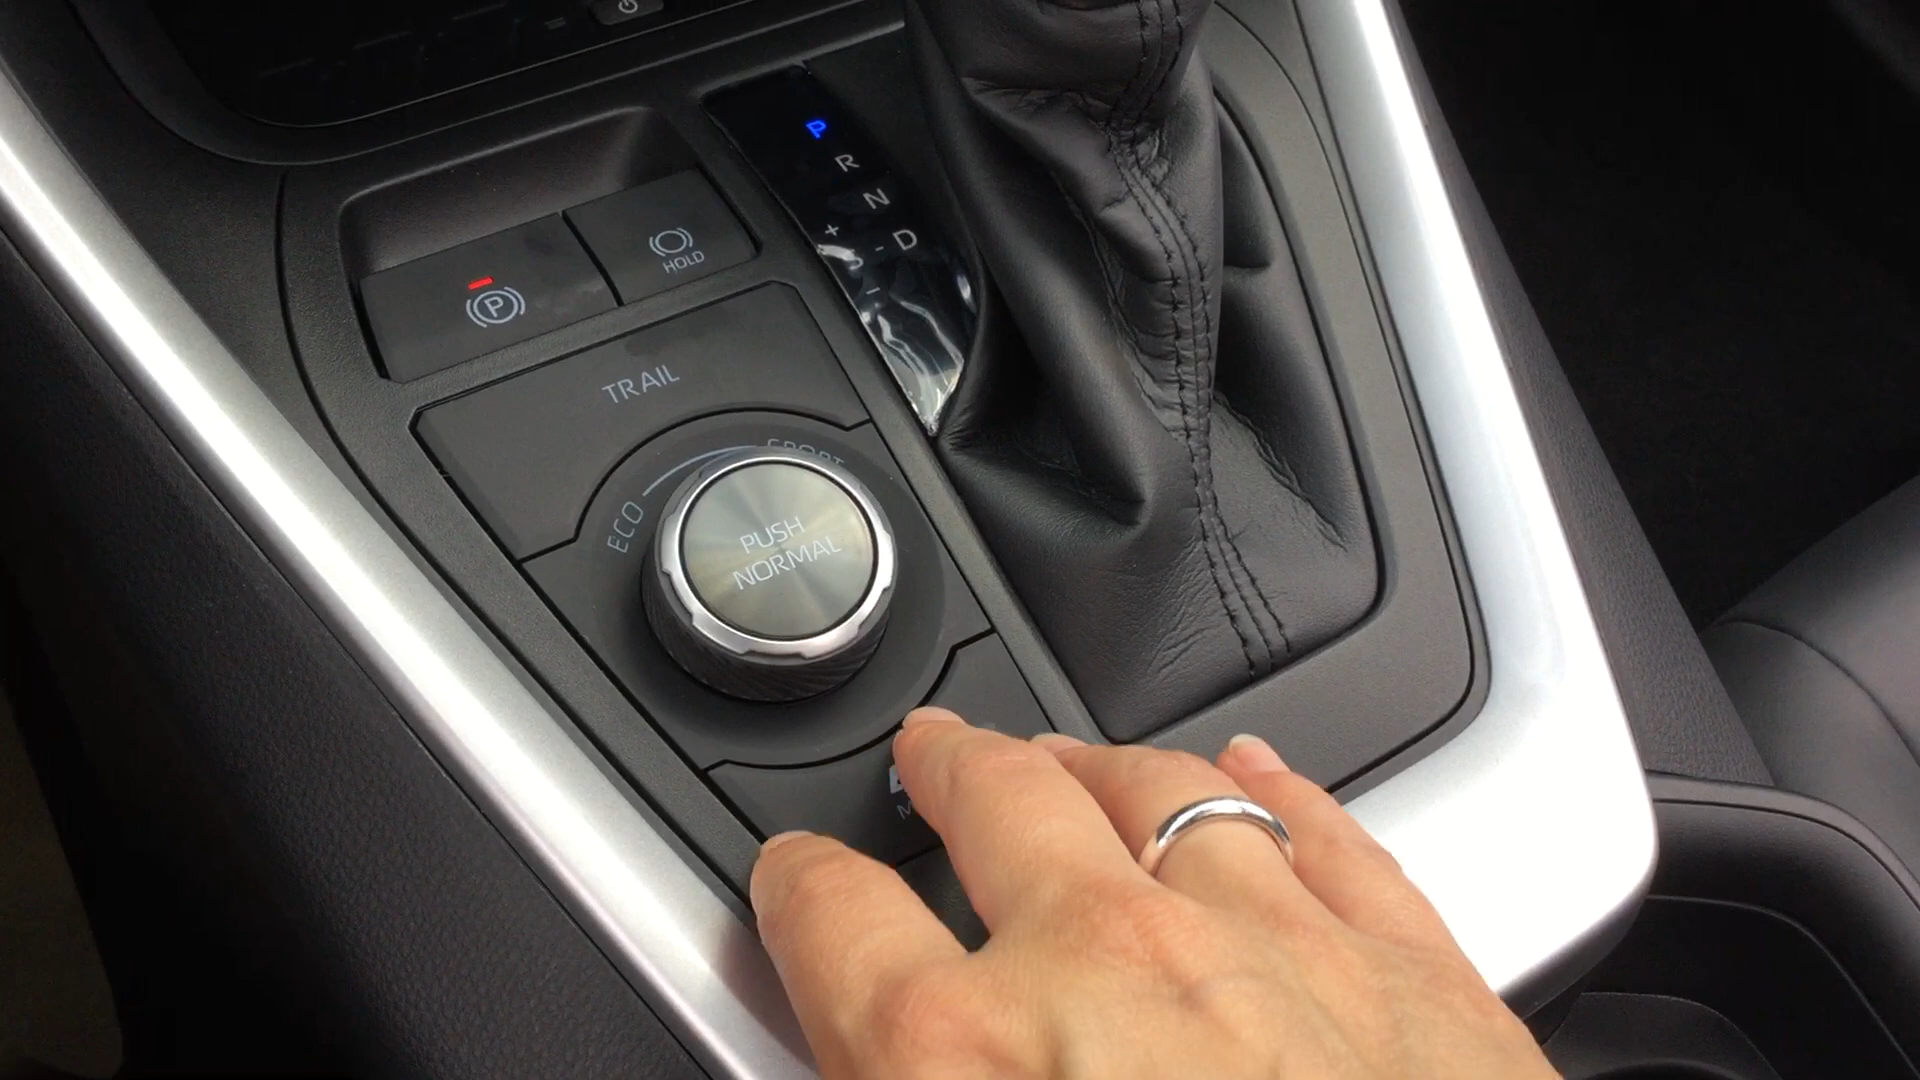 P
R
N
+
S - D
-
P
HOLD
TRAIL
SPORT
ECO
PUSH
NORMAL